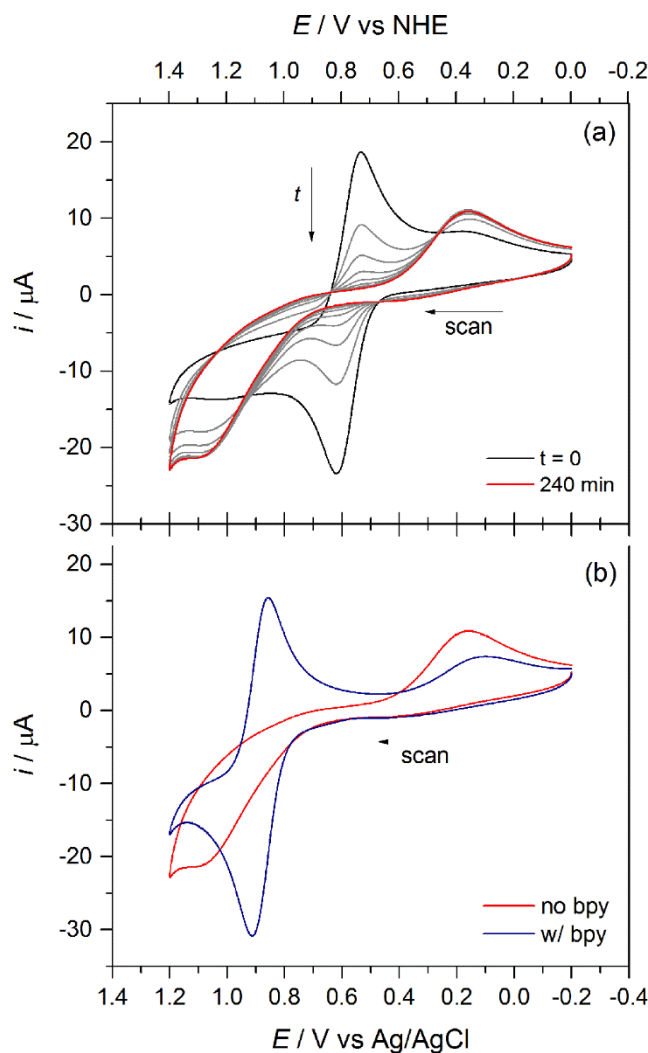 E / V vs NHE
1.4 1.2 1.0 0.8 0.6 0.4 0.2 0.0 -0.2
(a)
20
10
0
-10
-20
-30
i / μA
t
scan
t = 0
240 min
(b)
20
10
0
-10
-20
-30
i / μA
scan
no bpy
w/ bpy
1.4 1.2 1.0 0.8 0.6 0.4 0.2 0.0 -0.2 -0.4
E / V vs Ag/AgCl